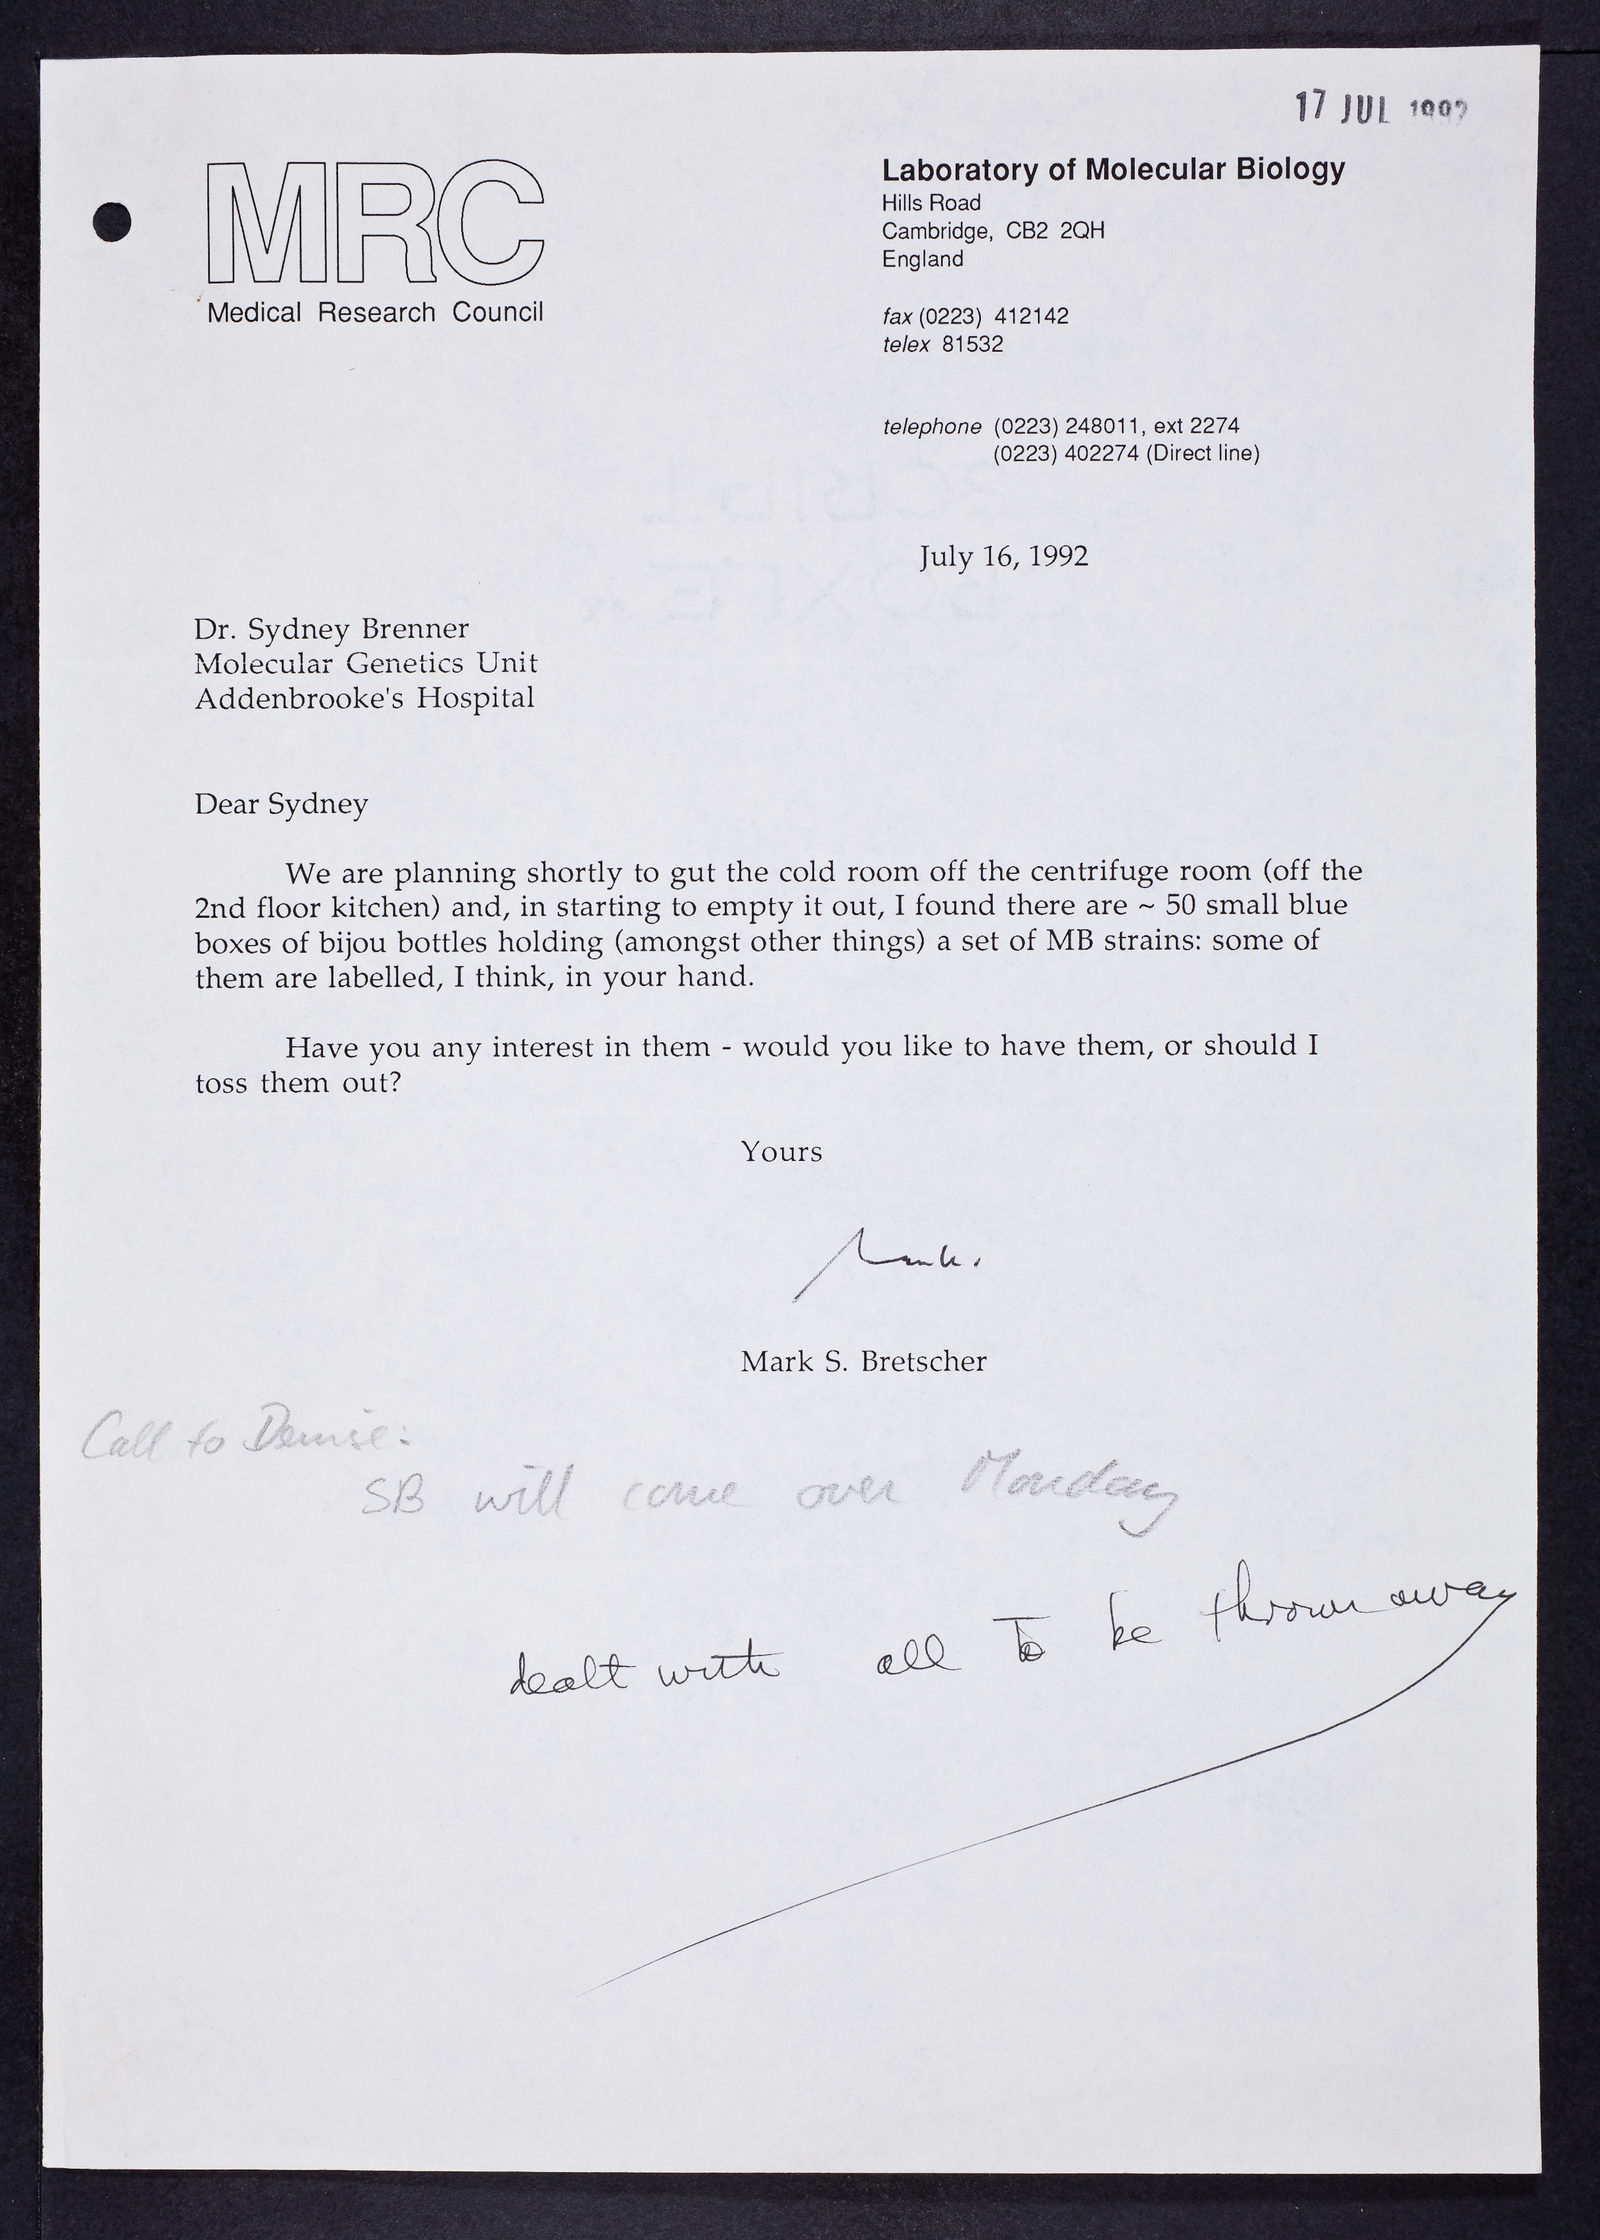 17 JUL 1992
MRC
Medical Research Council
Laboratory of Molecular Biology
Hills Road
Cambridge, CB2 2QH
England
fax (0223) 412142
telex 81532
telephone (0223) 248011, ext 2274
(0223) 402274 (Direct line)
July 16, 1992
Dr. Sydney Brenner
Molecular Genetics Unit
Addenbrooke's Hospital
Dear Sydney
We are planning shortly to gut the cold room off the centrifuge room (off the
2nd floor kitchen) and, in starting to empty it out, I found there are ~ 50 small blue
boxes of bijou bottles holding (amongst other things) a set of MB strains: some of
them are labelled, I think, in your hand.
Have you any interest in them - would you like to have them, or should I
toss them out?
Yours
Mark.
Mark S. Bretscher
Call to Denise:
SB will come over Monday
dealt with all to be thrown away